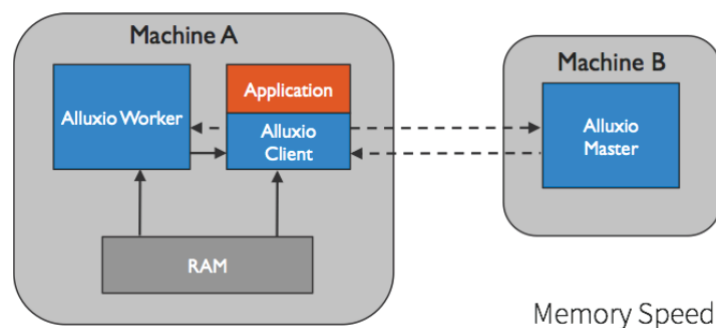 Machine A
Application
Alluxio Worker
Alluxio
Client
RAM
Machine B
Alluxio
Master
Memory Speed